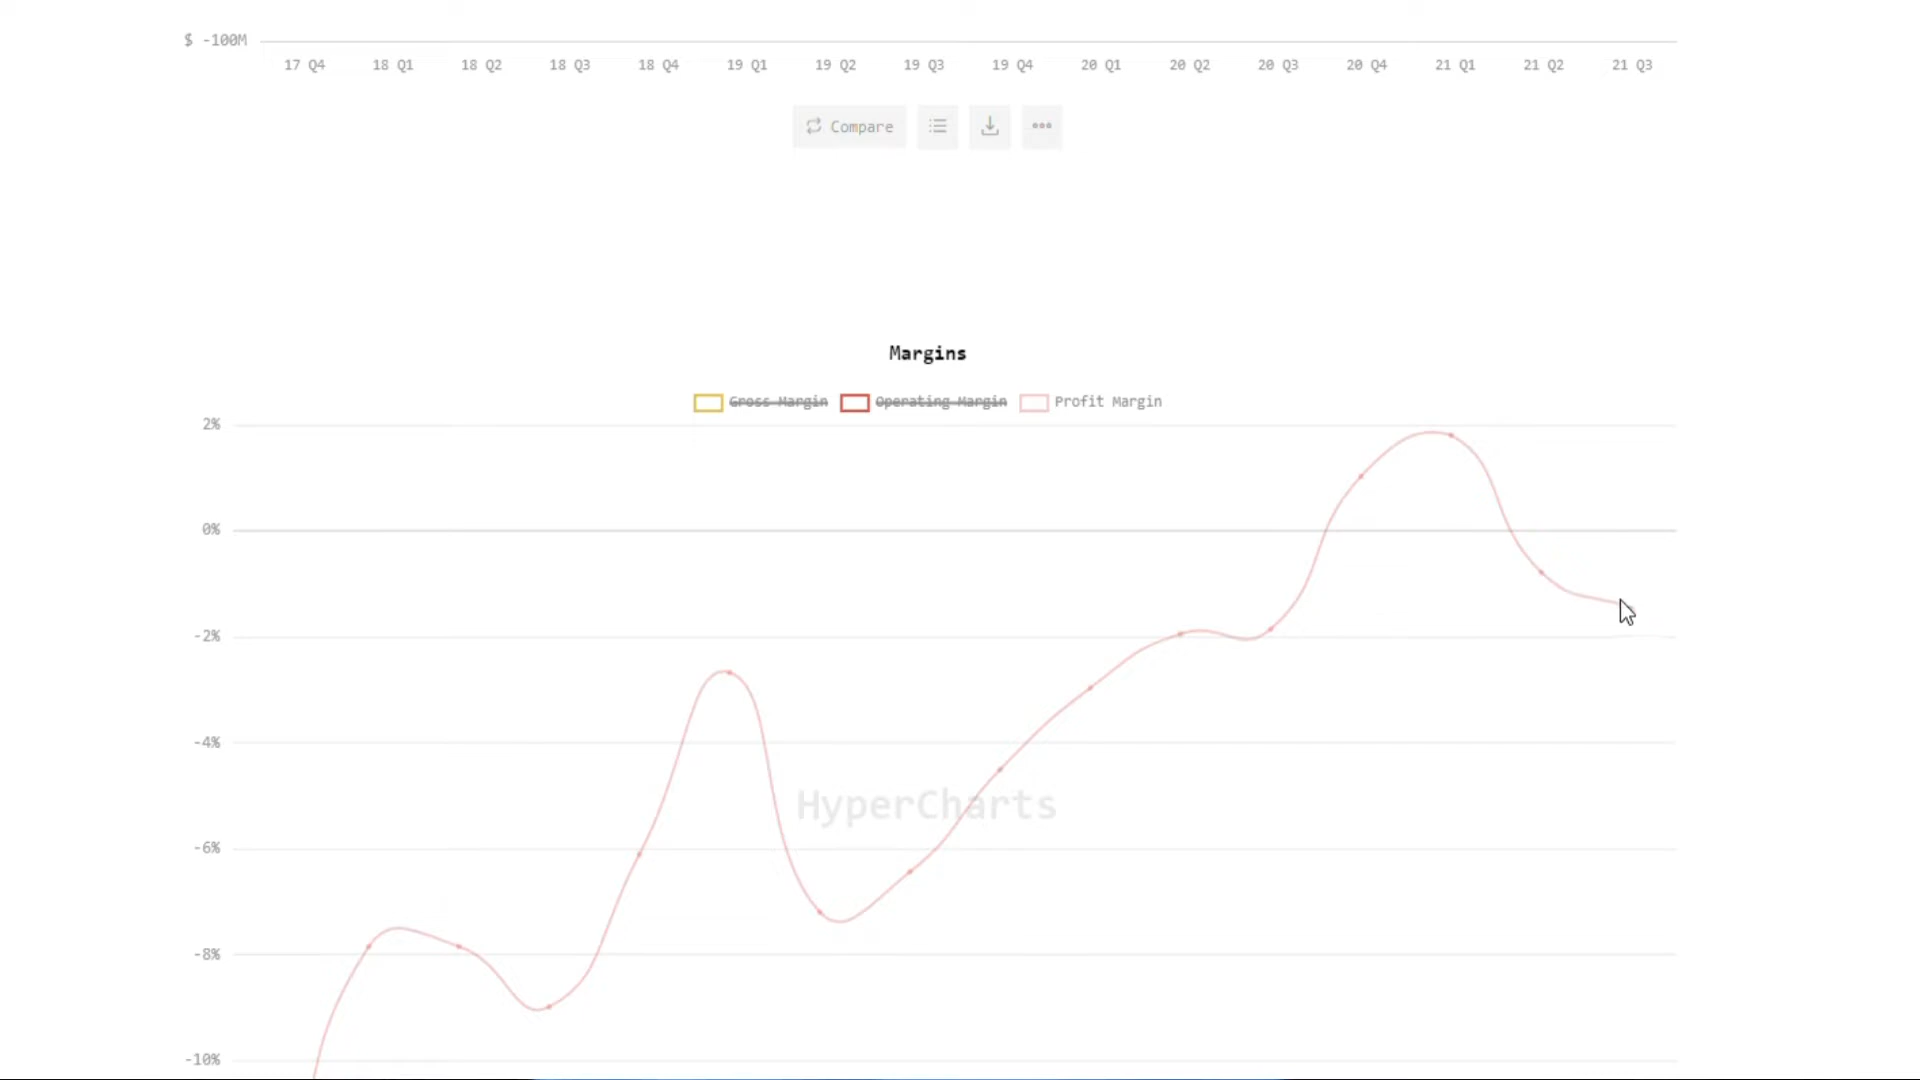 $ -100M
17 Q4 18 Q1 18 Q2 18 Q3 18 Q4 19 Q1 19 Q2 19 Q3 19 Q4 20 Q1 20 Q2 20 Q3 20 Q4 21 Q1 21 Q2 21 Q3
Compare
Margins
Gross Margin Operating Margin Profit Margin
2%
0%
-2%
-4%
HyperCharts
-6%
-8%
-10%